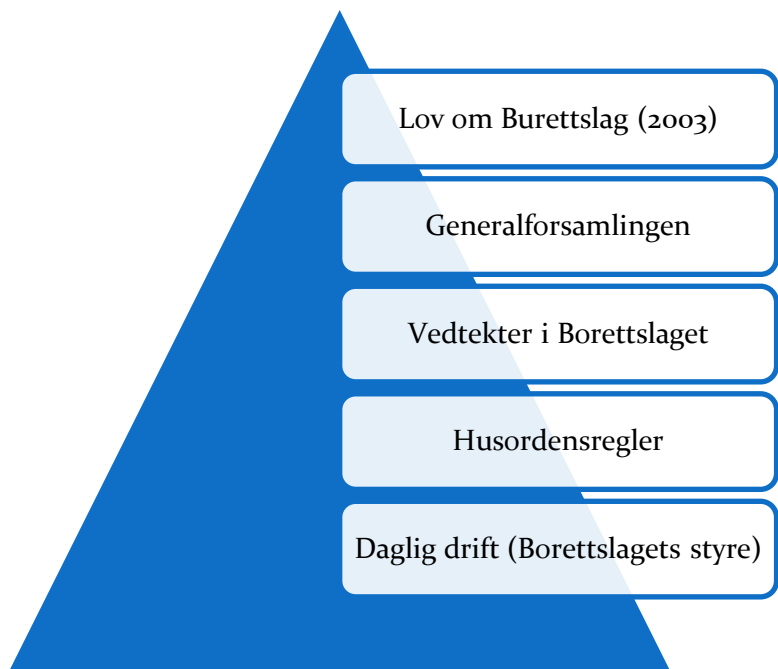 Lov om Burettslag (2003)
Generalforsamlingen
Vedtekter i Borettslaget
Husordensregler
Daglig drift (Borettslagets styre)